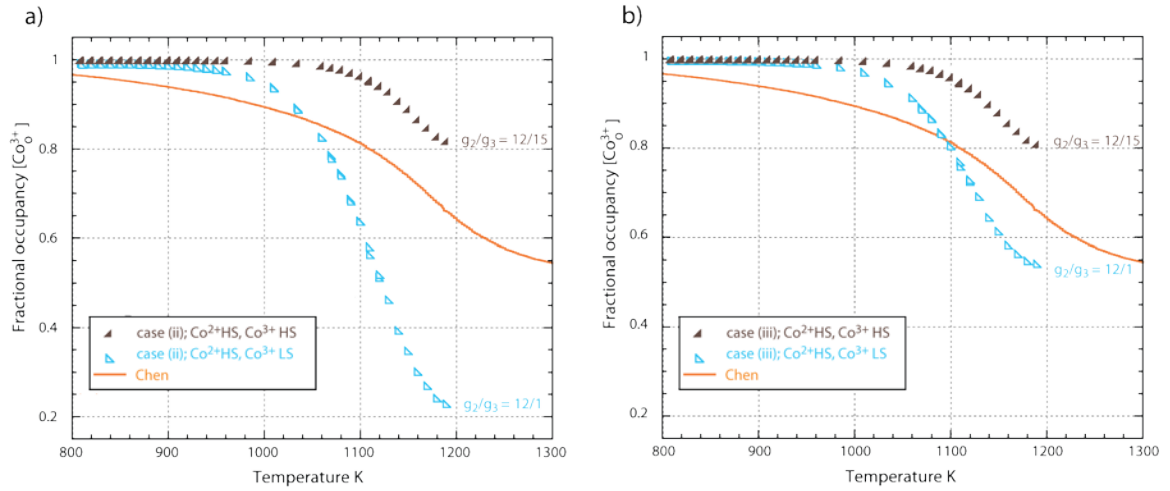 a)
Fractional occupancy [Co³⁺ₒ]
1
0.8
0.6
0.4
0.2
g₂/g₃ = 12/15
g₂/g₃ = 12/1
case (ii); Co²⁺HS, Co³⁺ HS
case (ii); Co²⁺HS, Co³⁺ LS
Chen
800
900
1000
1100
1200
1300
Temperature K
b)
Fractional occupancy [Co³⁺ₒ]
1
0.8
0.6
0.4
0.2
g₂/g₃ = 12/15
g₂/g₃ = 12/1
case (iii); Co²⁺HS, Co³⁺ HS
case (iii); Co²⁺HS, Co³⁺ LS
Chen
800
900
1000
1100
1200
1300
Temperature K